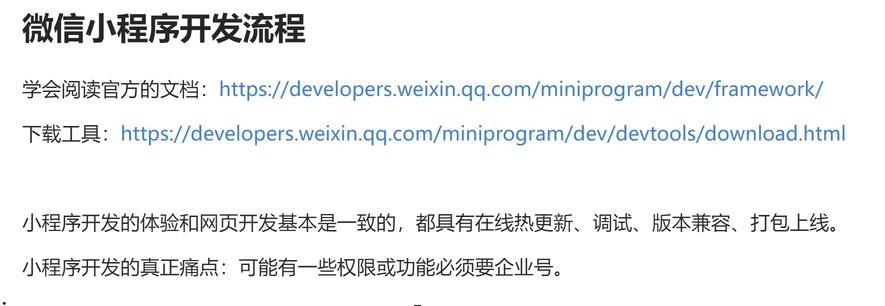 微信小程序开发流程
学会阅读官方的文档：https://developers.weixin.qq.com/miniprogram/dev/framework/
下载工具：https://developers.weixin.qq.com/miniprogram/dev/devtools/download.html
小程序开发的体验和网页开发基本是一致的，都具有在线热更新、调试、版本兼容、打包上线。
小程序开发的真正痛点：可能有一些权限或功能必须要企业号。